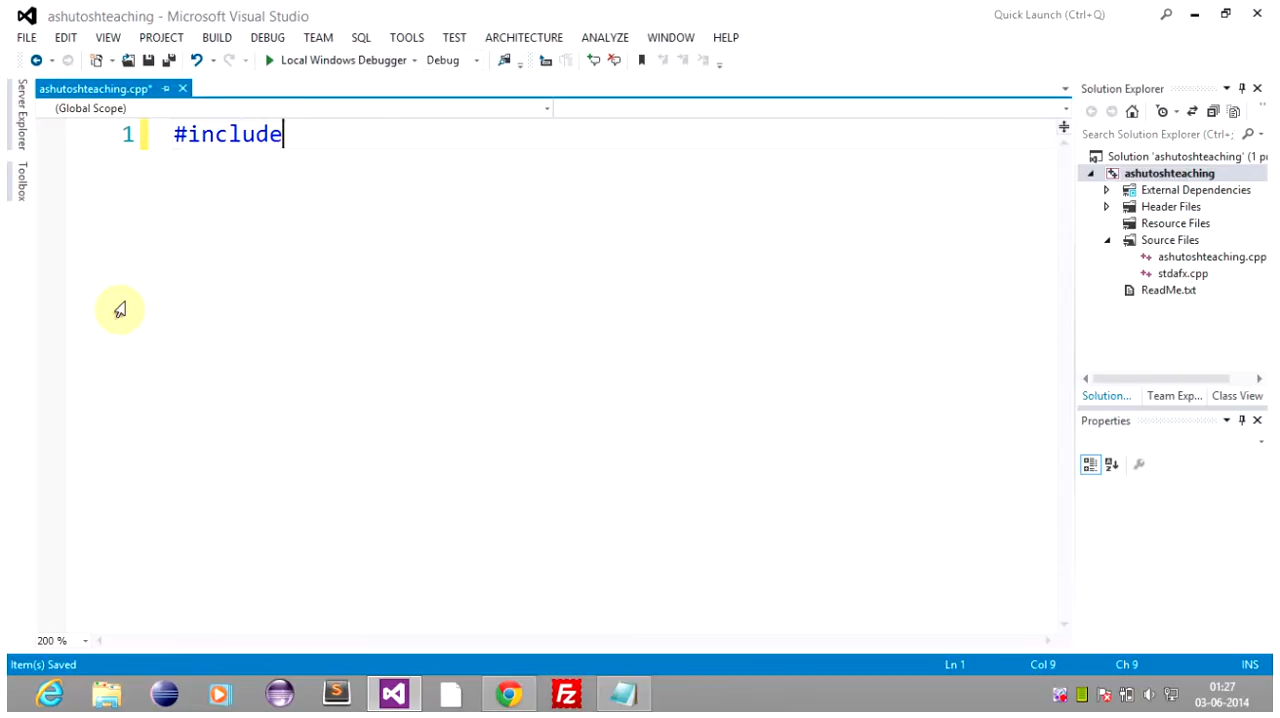 ashutoshteaching - Microsoft Visual Studio
Quick Launch (Ctrl+Q)
FILE EDIT VIEW PROJECT BUILD DEBUG TEAM SQL TOOLS TEST ARCHITECTURE ANALYZE WINDOW HELP
Local Windows Debugger Debug
Server Explorer
Toolbox
ashutoshteaching.cpp*
(Global Scope)
1 #include
200 %
Solution Explorer
Search Solution Explorer (Ctrl+;
Solution 'ashutoshteaching' (1 p
ashutoshteaching
External Dependencies
Header Files
Resource Files
Source Files
ashutoshteaching.cpp
stdafx.cpp
ReadMe.txt
Solution... Team Exp... Class View
Properties
Item(s) Saved Ln 1 Col 9 Ch 9 INS
01:27
03-06-2014